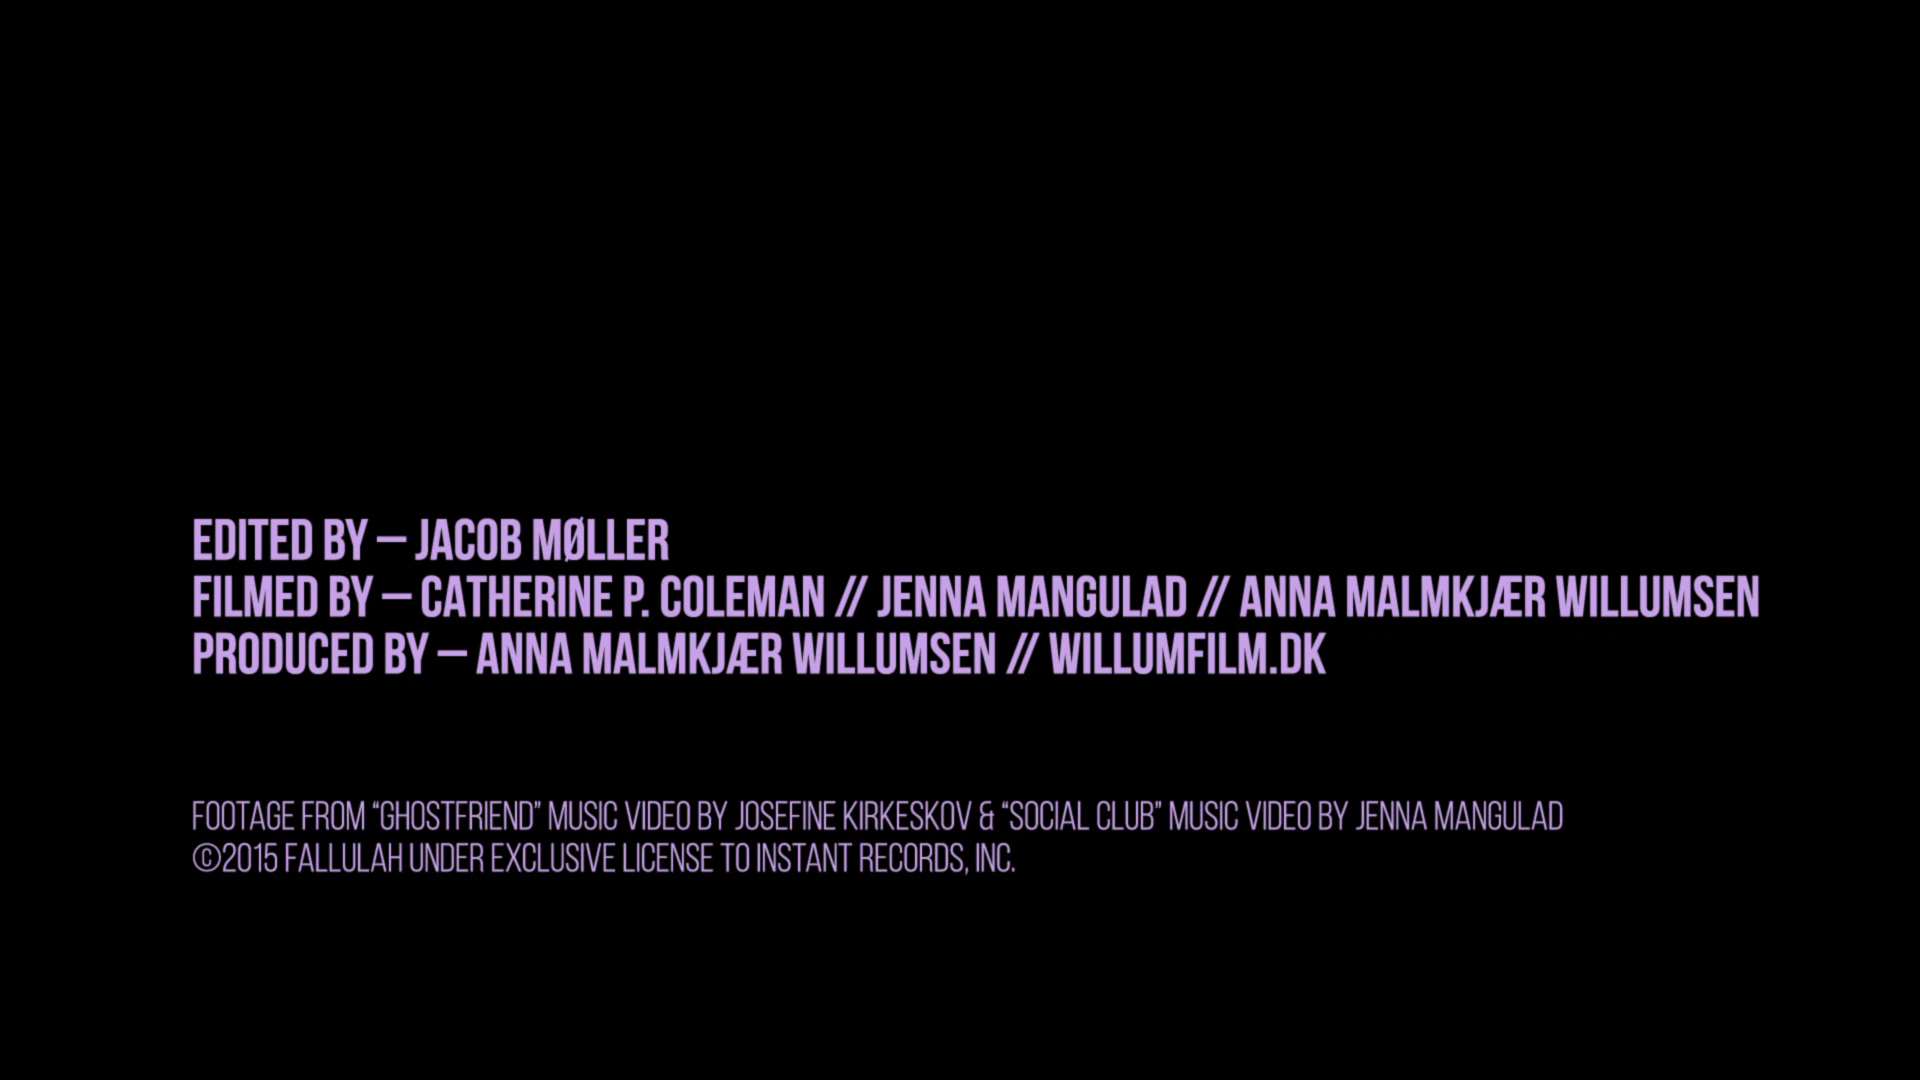 EDITED BY – JACOB MØLLER
FILMED BY – CATHERINE P. COLEMAN // JENNA MANGULAD // ANNA MALMKJÆR WILLUMSEN
PRODUCED BY – ANNA MALMKJÆR WILLUMSEN // WILLUMFILM.DK
FOOTAGE FROM “GHOSTFRIEND” MUSIC VIDEO BY JOSEFINE KIRKESKOV & “SOCIAL CLUB” MUSIC VIDEO BY JENNA MANGULAD
©2015 FALLULAH UNDER EXCLUSIVE LICENSE TO INSTANT RECORDS, INC.